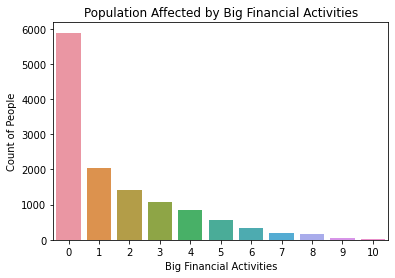 Population Affected by Big Financial Activities
6000
5000
4000
3000
2000
1000
0
Count of People
0 1 2 3 4 5 6 7 8 9 10
Big Financial Activities